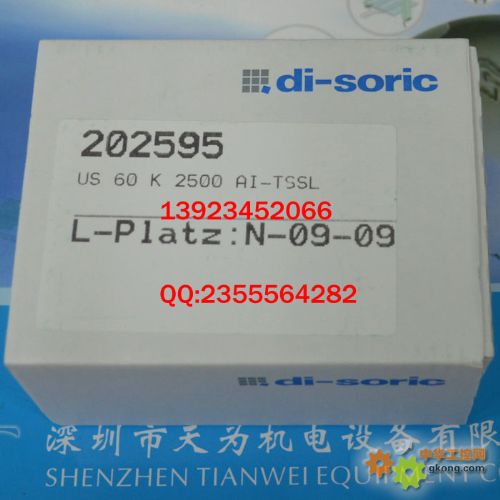 di-soric
202595
US 60 K 2500 AI-TSSL
13923452066
L-Platz:N-09-09
QQ:2355564282
di-soric
深圳市天为机电设备有限
SHENZHEN TIANWEI EQUIPMENT
中华工控网
gkong.com